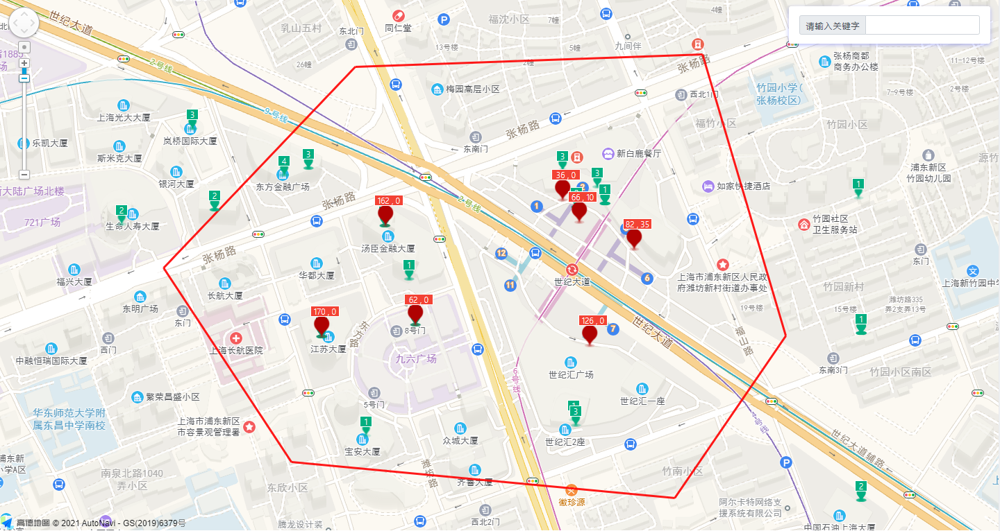 世纪大道
乳山五村
东北门
同仁堂
福沈小区
7幢
4幢
请输入关键字
九间伴
13号楼
5幢
2幢
26幢
张杨路
张杨商都
商务办公楼
11-12号楼
2号线
梅园高层小区
西北1门
竹园小学(
张杨校区)
7-9号楼
2号楼
上海光大大厦
3
9号线
岚桥国际大厦
张杨路
福竹小区
竹园小区
乐凯大厦
斯米克大厦
东南门
新白鹿餐厅
浦东新区
竹园幼儿园
4
3
3
银河大厦
东方金融广场
36 , 0
3
2
1
如家快捷酒店
1
大陆广场北楼
2
张杨路
162 , 0
2号线
1
66 , 10
2
生命人寿大厦
721广场
82 , 35
竹园社区
卫生服务站
汤臣金融大厦
张杨路
12
东门
福兴大厦
华都大厦
1
世纪大道
11
6
上海市浦东新区人民政
府潍坊新村街道办事处
竹园新村
上海新竹园中
长航大厦
东明广场
东门
170 , 0
62 , 0
126 , 0
7
19号楼
15号楼
潍坊路335
弄2支弄13号
1
8号门
东方路
江苏大厦
世纪大道
福山路
西门
上海长航医院
中融恒瑞国际大厦
九六广场
世纪汇广场
6号线
东南3门
竹园小区南区
繁荣昌盛小区
5号门
世纪汇一座
华东师范大学附
属东昌中学南校
上海市浦东新区
市容景观管理署
1
1
3
4号线
宝安大厦
众城大厦
世纪汇2座
世纪大道辅路
浦东新
南泉北路1040
弄小区
东欣小区
潍坊路
齐鲁大厦
竹南小区
徽珍源
2
阿尔卡特网络支
援系统有限公司
西北2门
腾龙设计装
中国石油上海大厦
高德地图 © 2021 AutoNavi - GS(2019)6379号